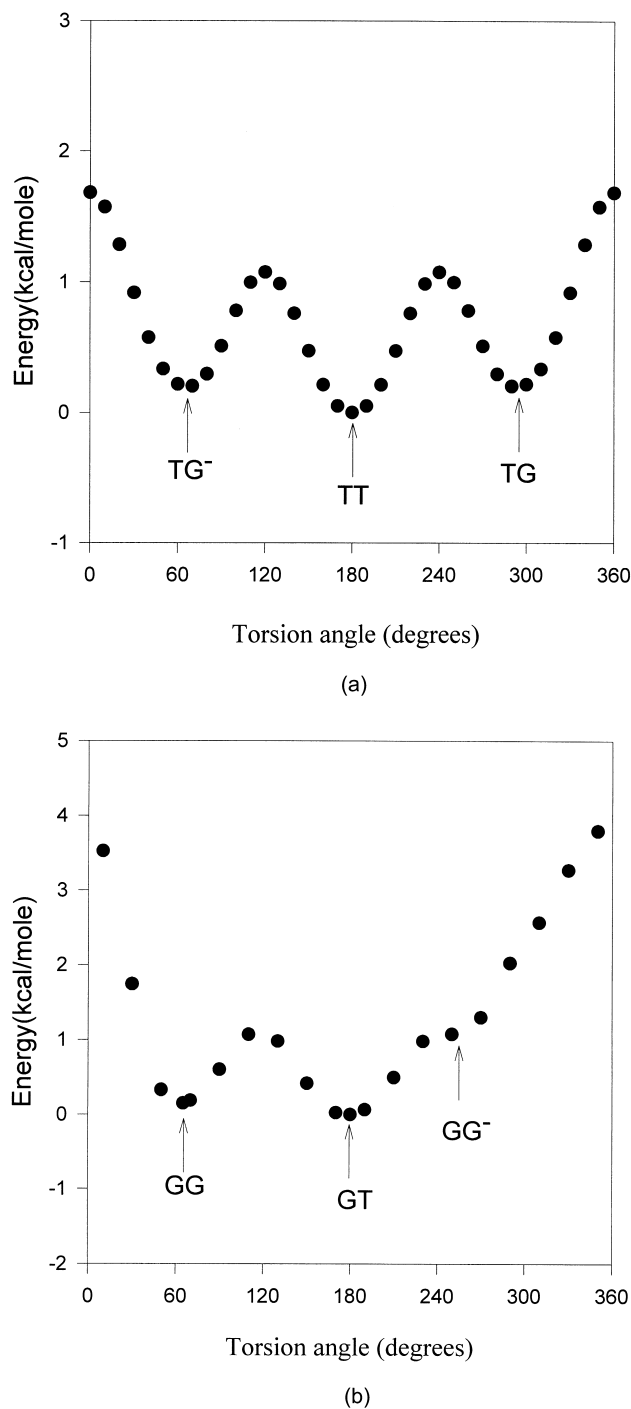 3
2
1
0
-1
Energy(kcal/mole)
TG⁻
TT
TG
0 60 120 180 240 300 360
Torsion angle (degrees)
(a)
5
4
3
2
1
0
-1
-2
Energy(kcal/mole)
GG
GT
GG⁻
0 60 120 180 240 300 360
Torsion angle (degrees)
(b)